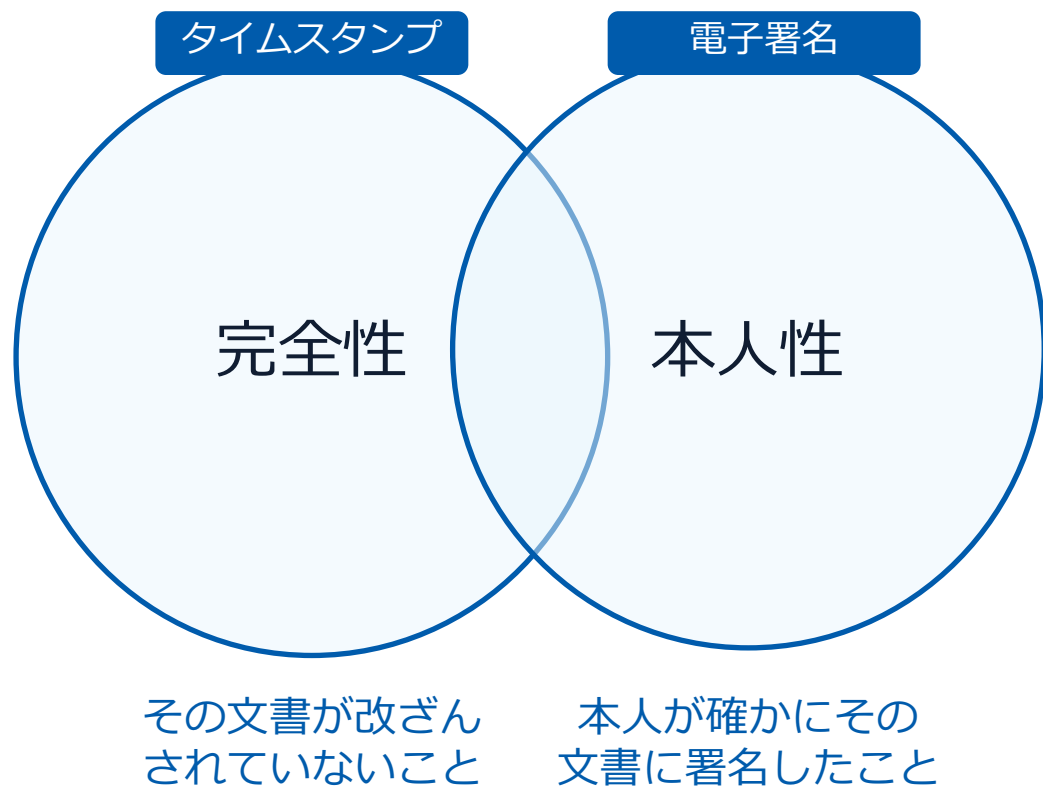 タイムスタンプ
電子署名
完全性
本人性
その文書が改ざん
されていないこと
本人が確かにその
文書に署名したこと